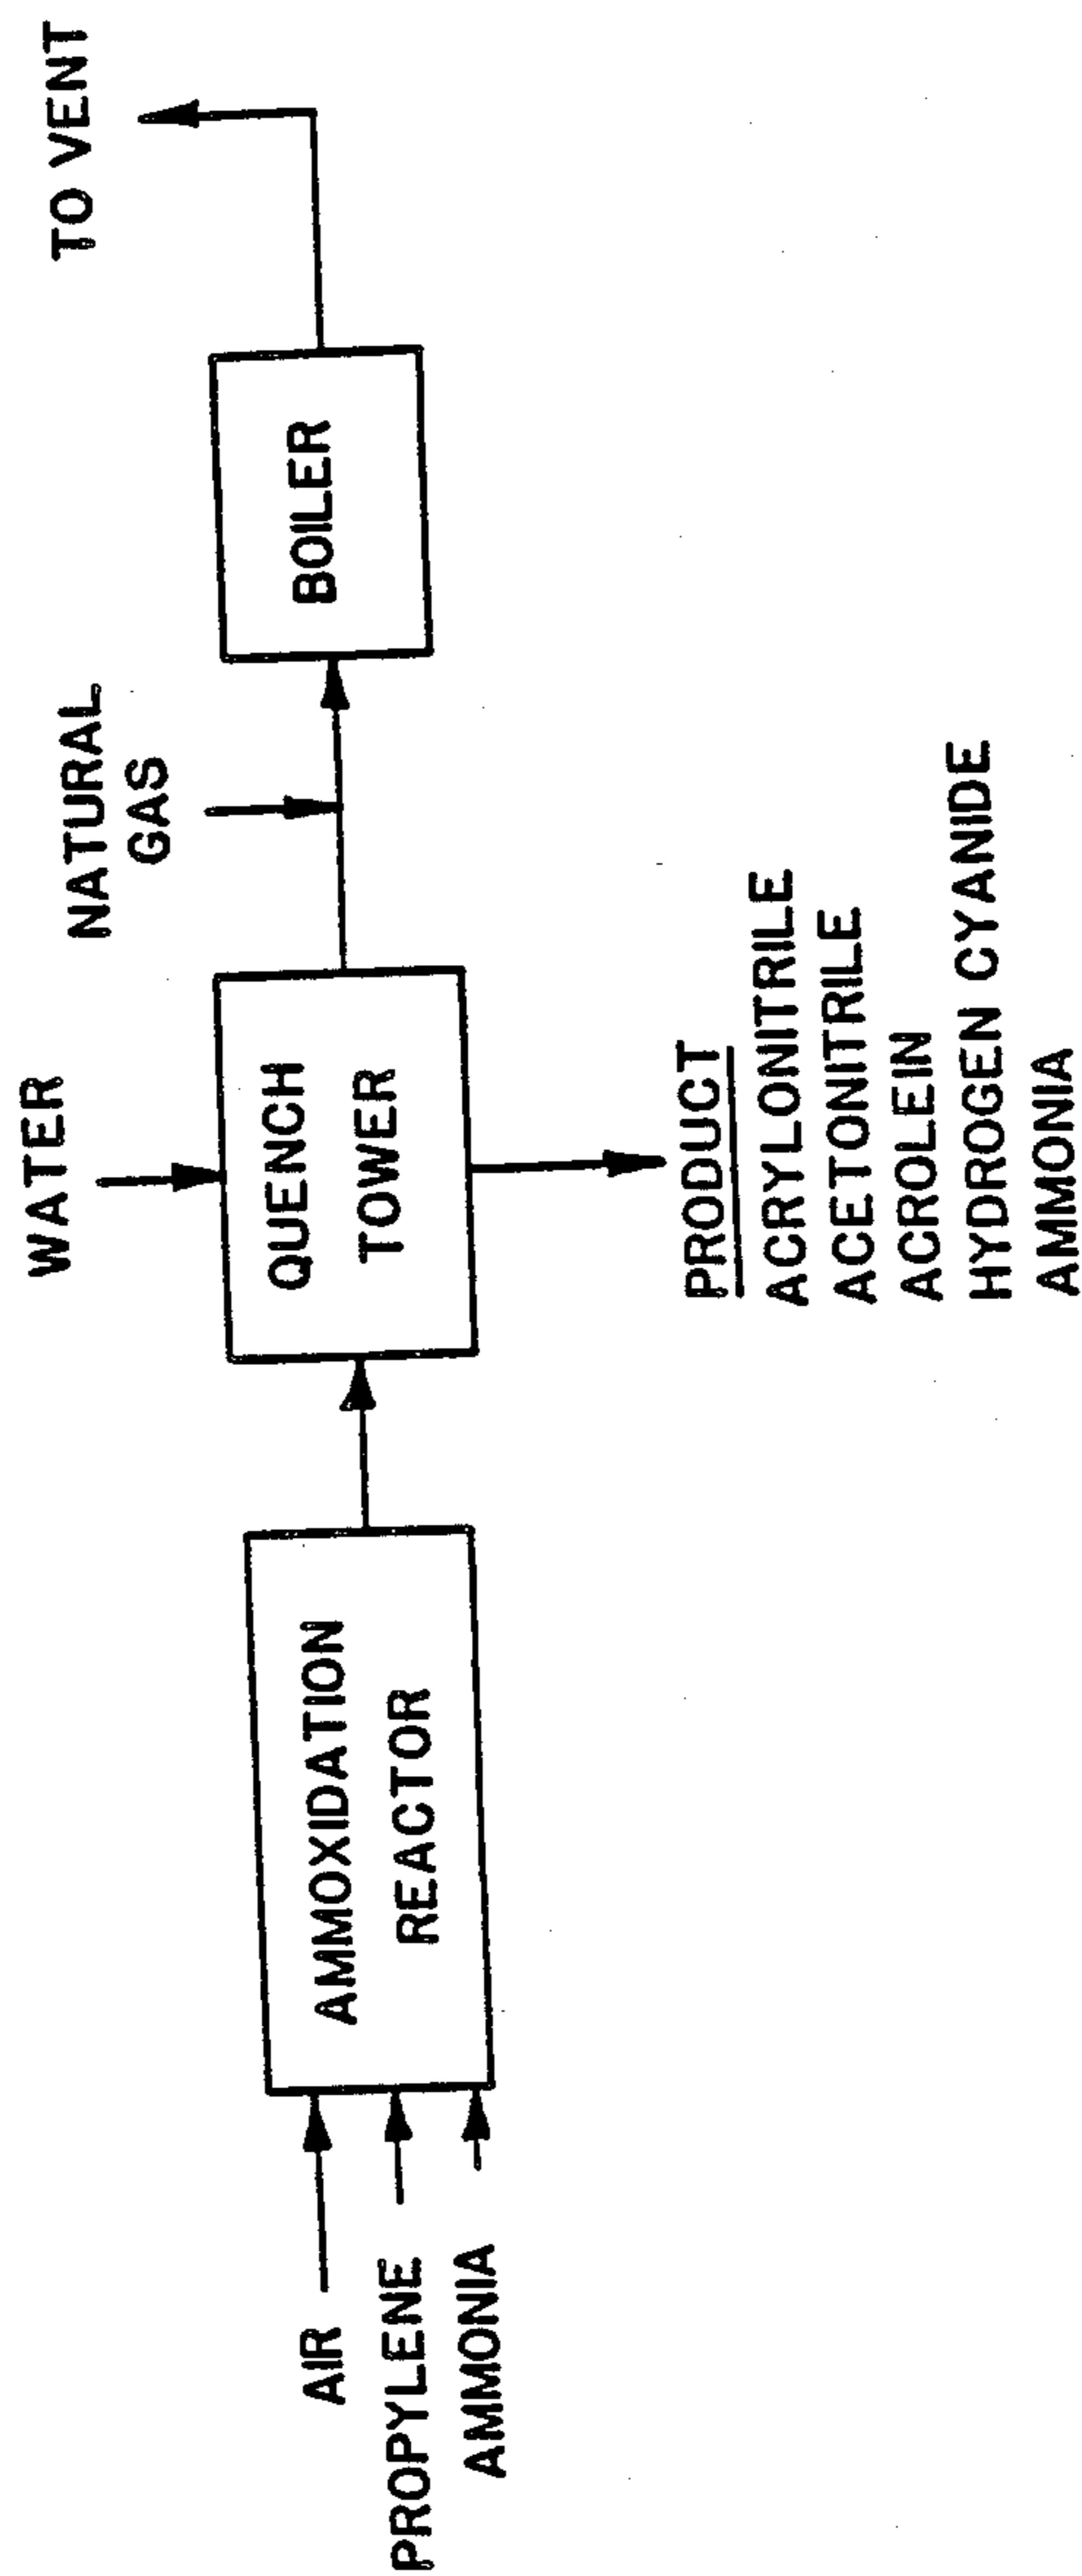 AIR
PROPYLENE
AMMONIA
AMMOXIDATION
REACTOR
WATER
QUENCH
TOWER
PRODUCT
ACRYLONITRILE
ACETONITRILE
ACROLEIN
HYDROGEN CYANIDE
AMMONIA
NATURAL
GAS
BOILER
TO VENT